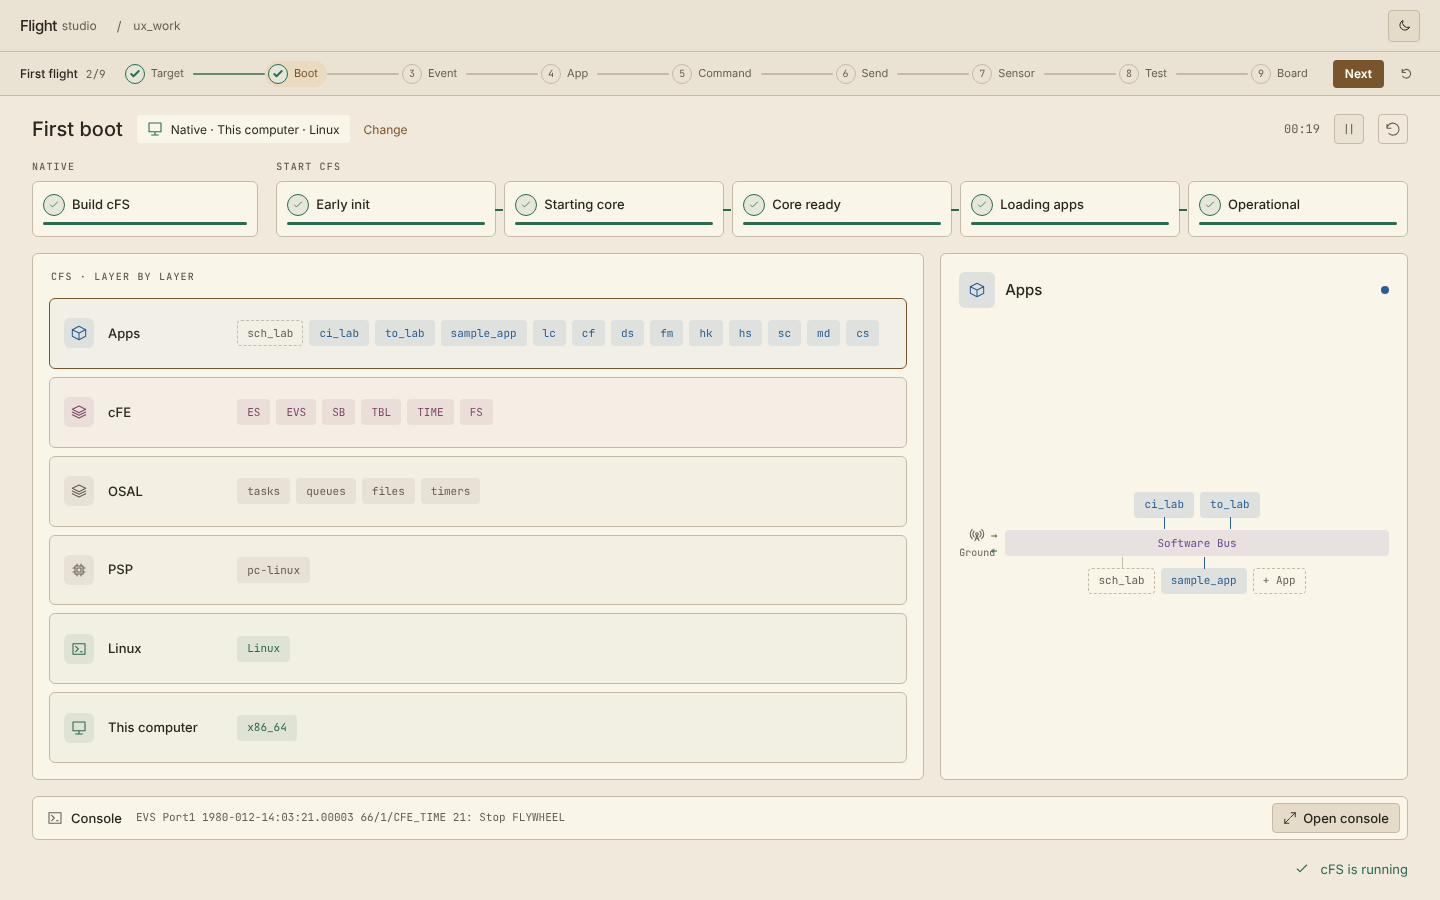 Flight studio / ux_work
First flight 2/9 Target Boot 3 Event 4 App 5 Command 6 Send 7 Sensor 8 Test 9 Board Next
First boot Native · This computer · Linux Change 00:19
NATIVE START CFS
Build cFS Early init Starting core Core ready Loading apps Operational
CFS · LAYER BY LAYER
Apps sch_lab ci_lab to_lab sample_app lc cf ds fm hk hs sc md cs
cFE ES EVS SB TBL TIME FS
OSAL tasks queues files timers
PSP pc-linux
Linux Linux
This computer x86_64
Apps
ci_lab to_lab
Ground → Software Bus
sch_lab sample_app + App
Console EVS Port1 1980-012-14:03:21.00003 66/1/CFE_TIME 21: Stop FLYWHEEL Open console
cFS is running